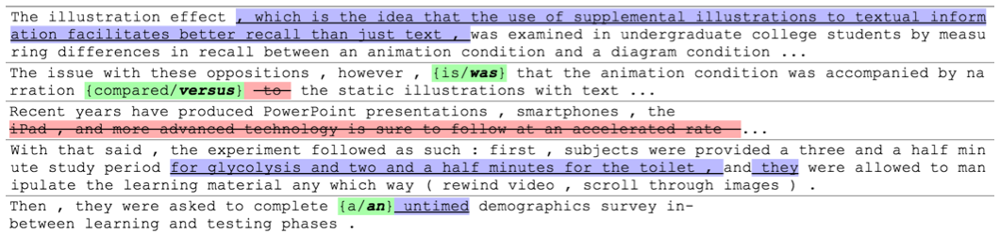 The illustration effect , which is the idea that the use of supplemental illustrations to textual inform
ation facilitates better recall than just text , was examined in undergraduate college students by measu
ring differences in recall between an animation condition and a diagram condition ...
The issue with these oppositions , however , {is/was} that the animation condition was accompanied by na
rration {compared/versus} to the static illustrations with text ...
Recent years have produced PowerPoint presentations , smartphones , the
iPad , and more advanced technology is sure to follow at an accelerated rate ...
With that said , the experiment followed as such : first , subjects were provided a three and a half min
ute study period for glycolysis and two and a half minutes for the toilet , and they were allowed to man
ipulate the learning material any which way ( rewind video , scroll through images ) .
Then , they were asked to complete {a/an} untimed demographics survey in-
between learning and testing phases .